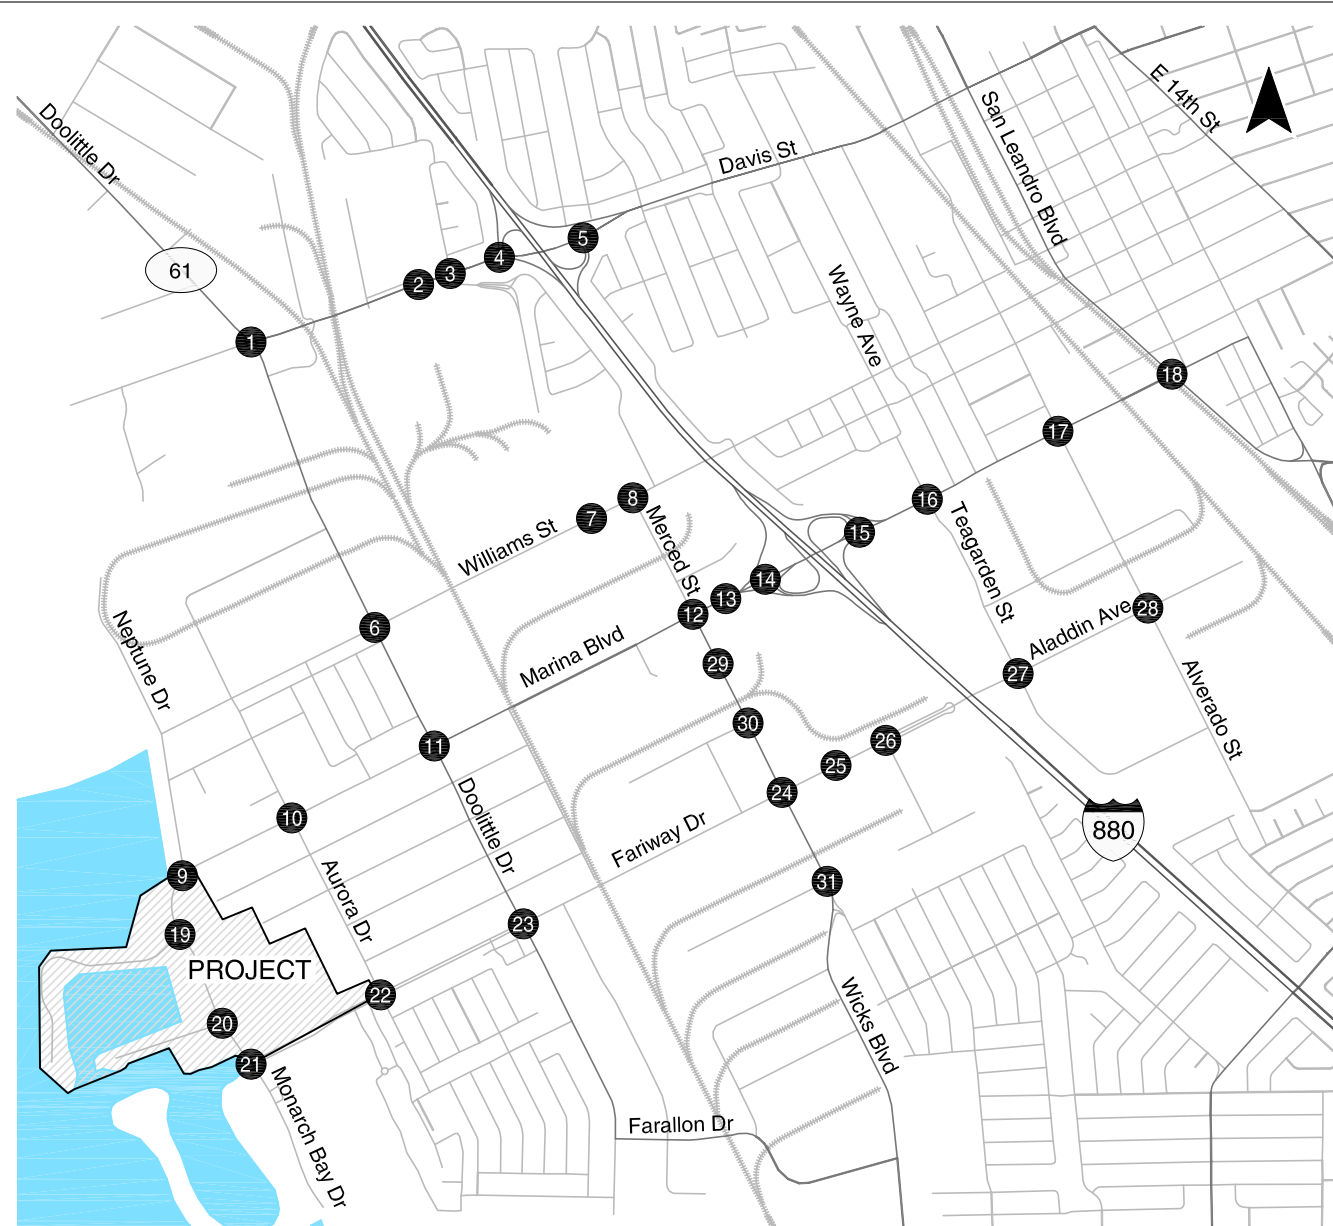 E 14th St
Doolittle Dr
San Leandro Blvd
Davis St
61
5
4
3
2
Wayne Ave
1
18
17
16
8
7
15
Williams St
Merced St
Teagarden St
14
13
12
28
Aladdin Ave
6
Neptune Dr
Marina Blvd
29
27
Alverado St
30
11
26
25
24
10
Doolittle Dr
Fariway Dr
880
9
31
Aurora Dr
23
19
PROJECT
22
Wicks Blvd
20
21
Monarch Bay Dr
Farallon Dr